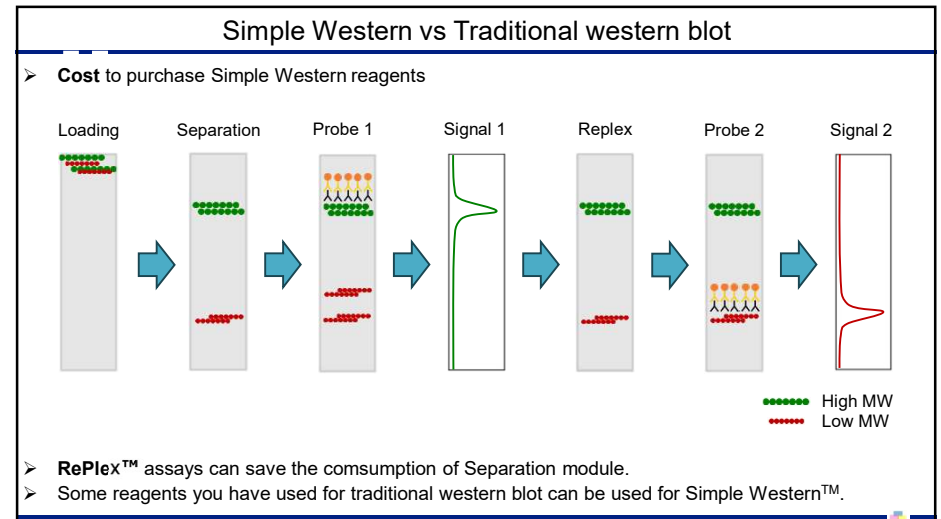 Simple Western vs Traditional western blot
➢ Cost to purchase Simple Western reagents
Loading Separation Probe 1 Signal 1 Replex Probe 2 Signal 2
High MW
Low MW
➢ RePlex™ assays can save the comsumption of Separation module.
➢ Some reagents you have used for traditional western blot can be used for Simple Western™.